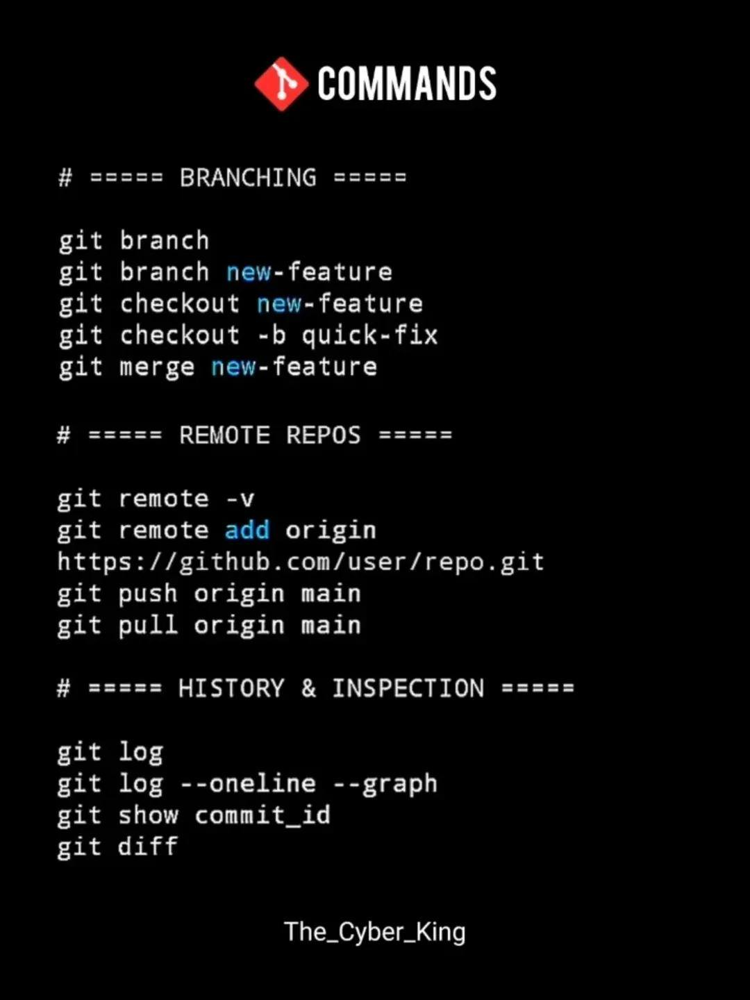 COMMANDS
# ===== BRANCHING =====
git branch
git branch new-feature
git checkout new-feature
git checkout -b quick-fix
git merge new-feature
# ===== REMOTE REPOS =====
git remote -v
git remote add origin
https://github.com/user/repo.git
git push origin main
git pull origin main
# ===== HISTORY & INSPECTION =====
git log
git log --oneline --graph
git show commit_id
git diff
The_Cyber_King